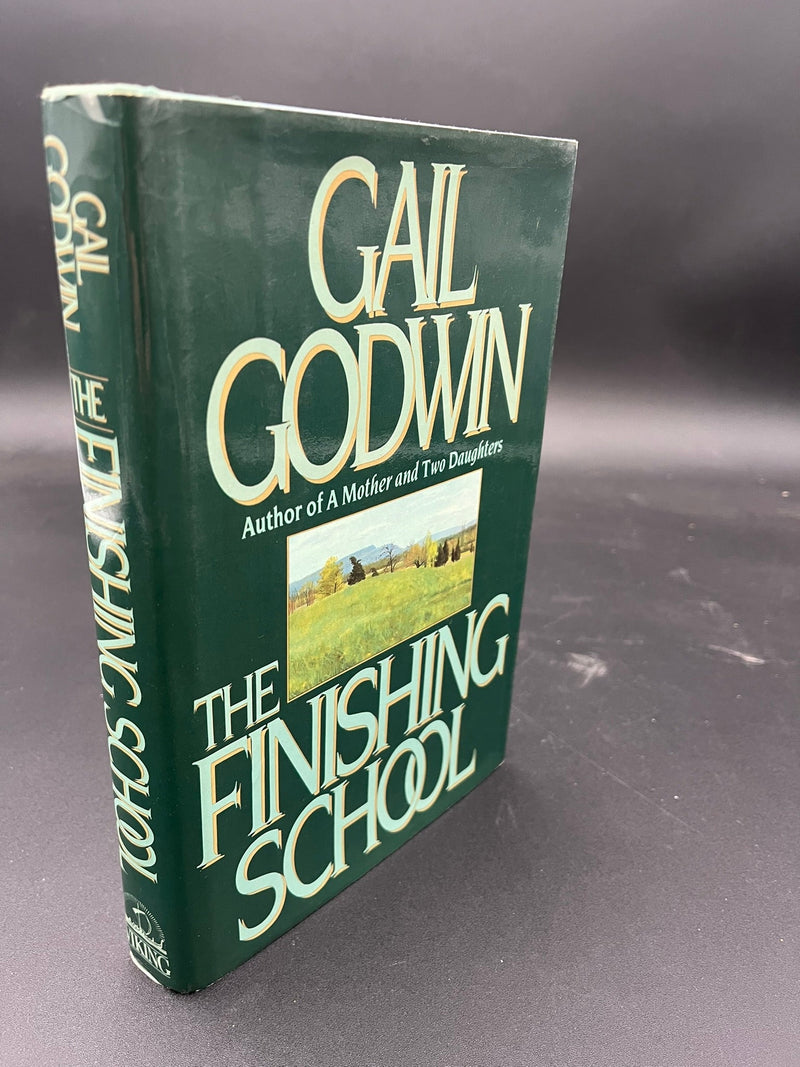 GAIL
GODWIN
Author of A Mother and Two Daughters
THE
FINISHING
SCHOOL
GAIL
GODWIN
THE
FINISHING SCHOOL
VIKING